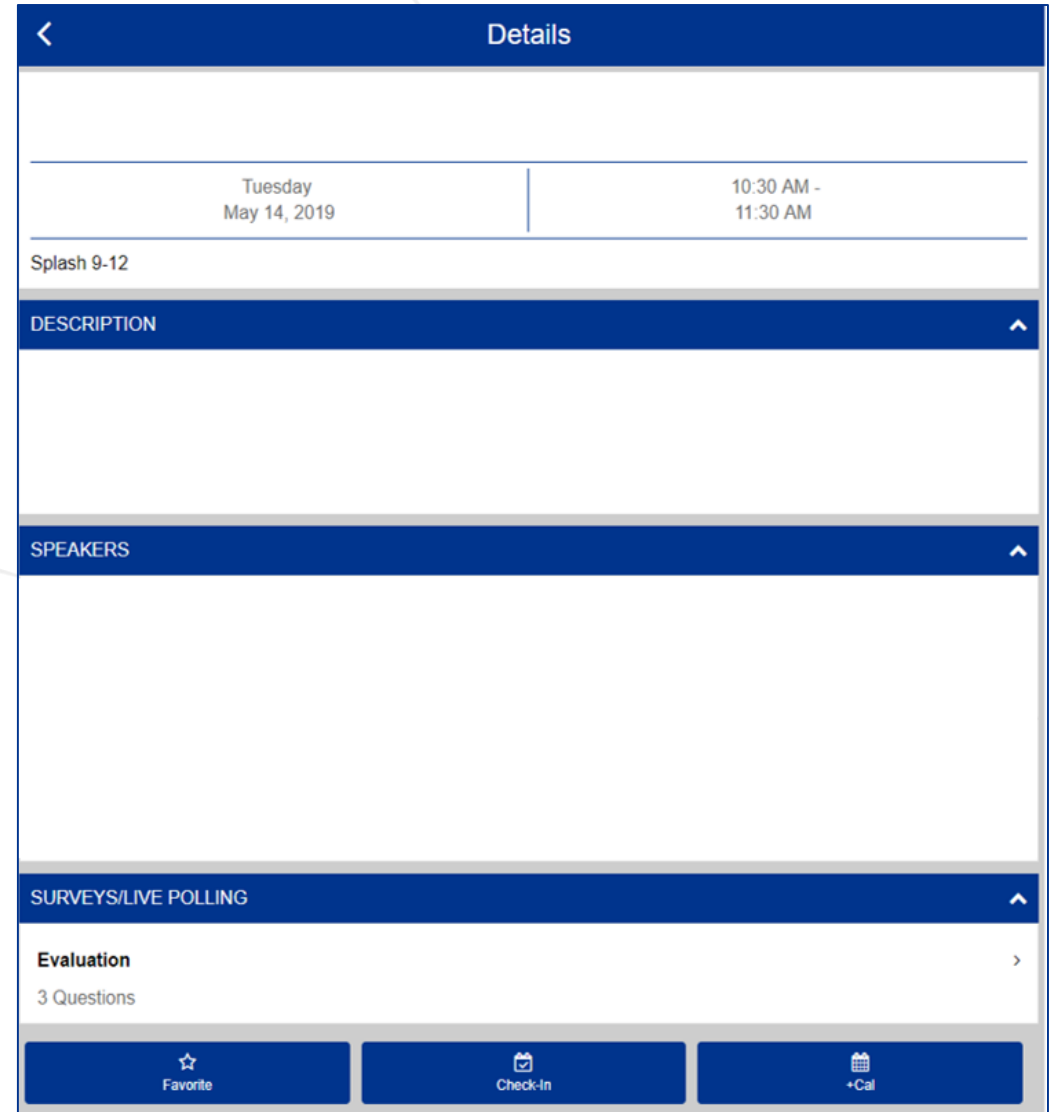 Details
Tuesday
May 14, 2019
10:30 AM -
11:30 AM
Splash 9-12
DESCRIPTION
SPEAKERS
SURVEYS/LIVE POLLING
Evaluation
3 Questions
Favorite
Check-In
+Cal